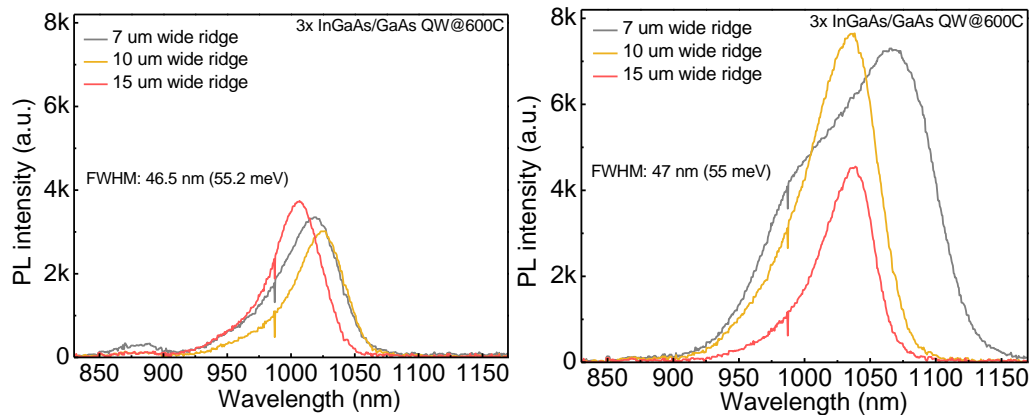 3x InGaAs/GaAs QW@600C
7 um wide ridge
10 um wide ridge
15 um wide ridge
FWHM: 46.5 nm (55.2 meV)
PL intensity (a.u.)
8k
6k
4k
2k
0
850 900 950 1000 1050 1100 1150
Wavelength (nm)
3x InGaAs/GaAs QW@600C
7 um wide ridge
10 um wide ridge
15 um wide ridge
FWHM: 47 nm (55 meV)
PL intensity (a.u.)
8k
6k
4k
2k
0
850 900 950 1000 1050 1100 1150
Wavelength (nm)